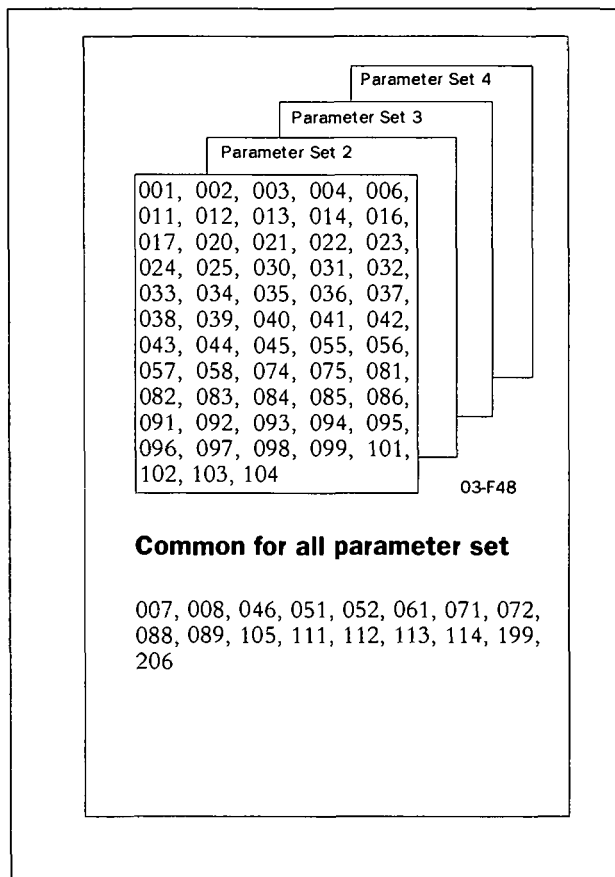 Parameter Set 4
Parameter Set 3
Parameter Set 2
001, 002, 003, 004, 006,
011, 012, 013, 014, 016,
017, 020, 021, 022, 023,
024, 025, 030, 031, 032,
033, 034, 035, 036, 037,
038, 039, 040, 041, 042,
043, 044, 045, 055, 056,
057, 058, 074, 075, 081,
082, 083, 084, 085, 086,
091, 092, 093, 094, 095,
096, 097, 098, 099, 101,
102, 103, 104
03-F48
Common for all parameter set
007, 008, 046, 051, 052, 061, 071, 072,
088, 089, 105, 111, 112, 113, 114, 199,
206